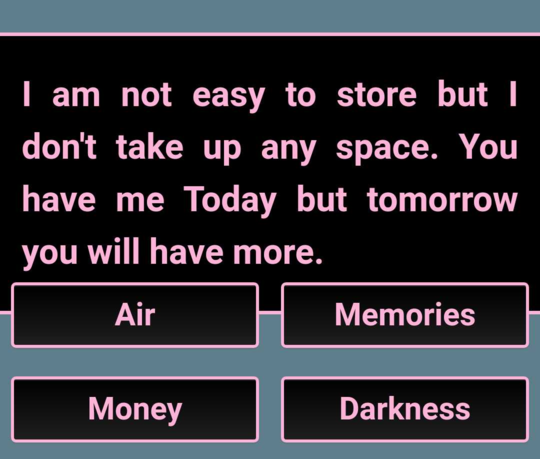 I am not easy to store but I
don't take up any space. You
have me Today but tomorrow
you will have more.
Air
Memories
Money
Darkness